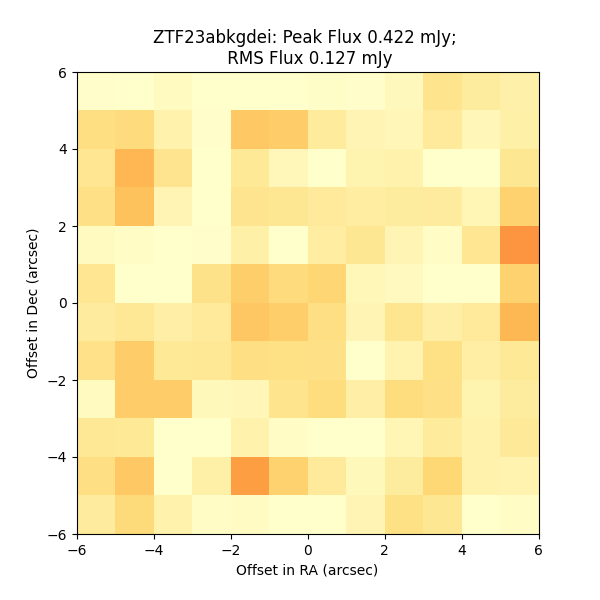 ZTF23abkgdei: Peak Flux 0.422 mJy;
RMS Flux 0.127 mJy
6
4
2
0
−2
−4
−6
Offset in Dec (arcsec)
−6 −4 −2 0 2 4 6
Offset in RA (arcsec)